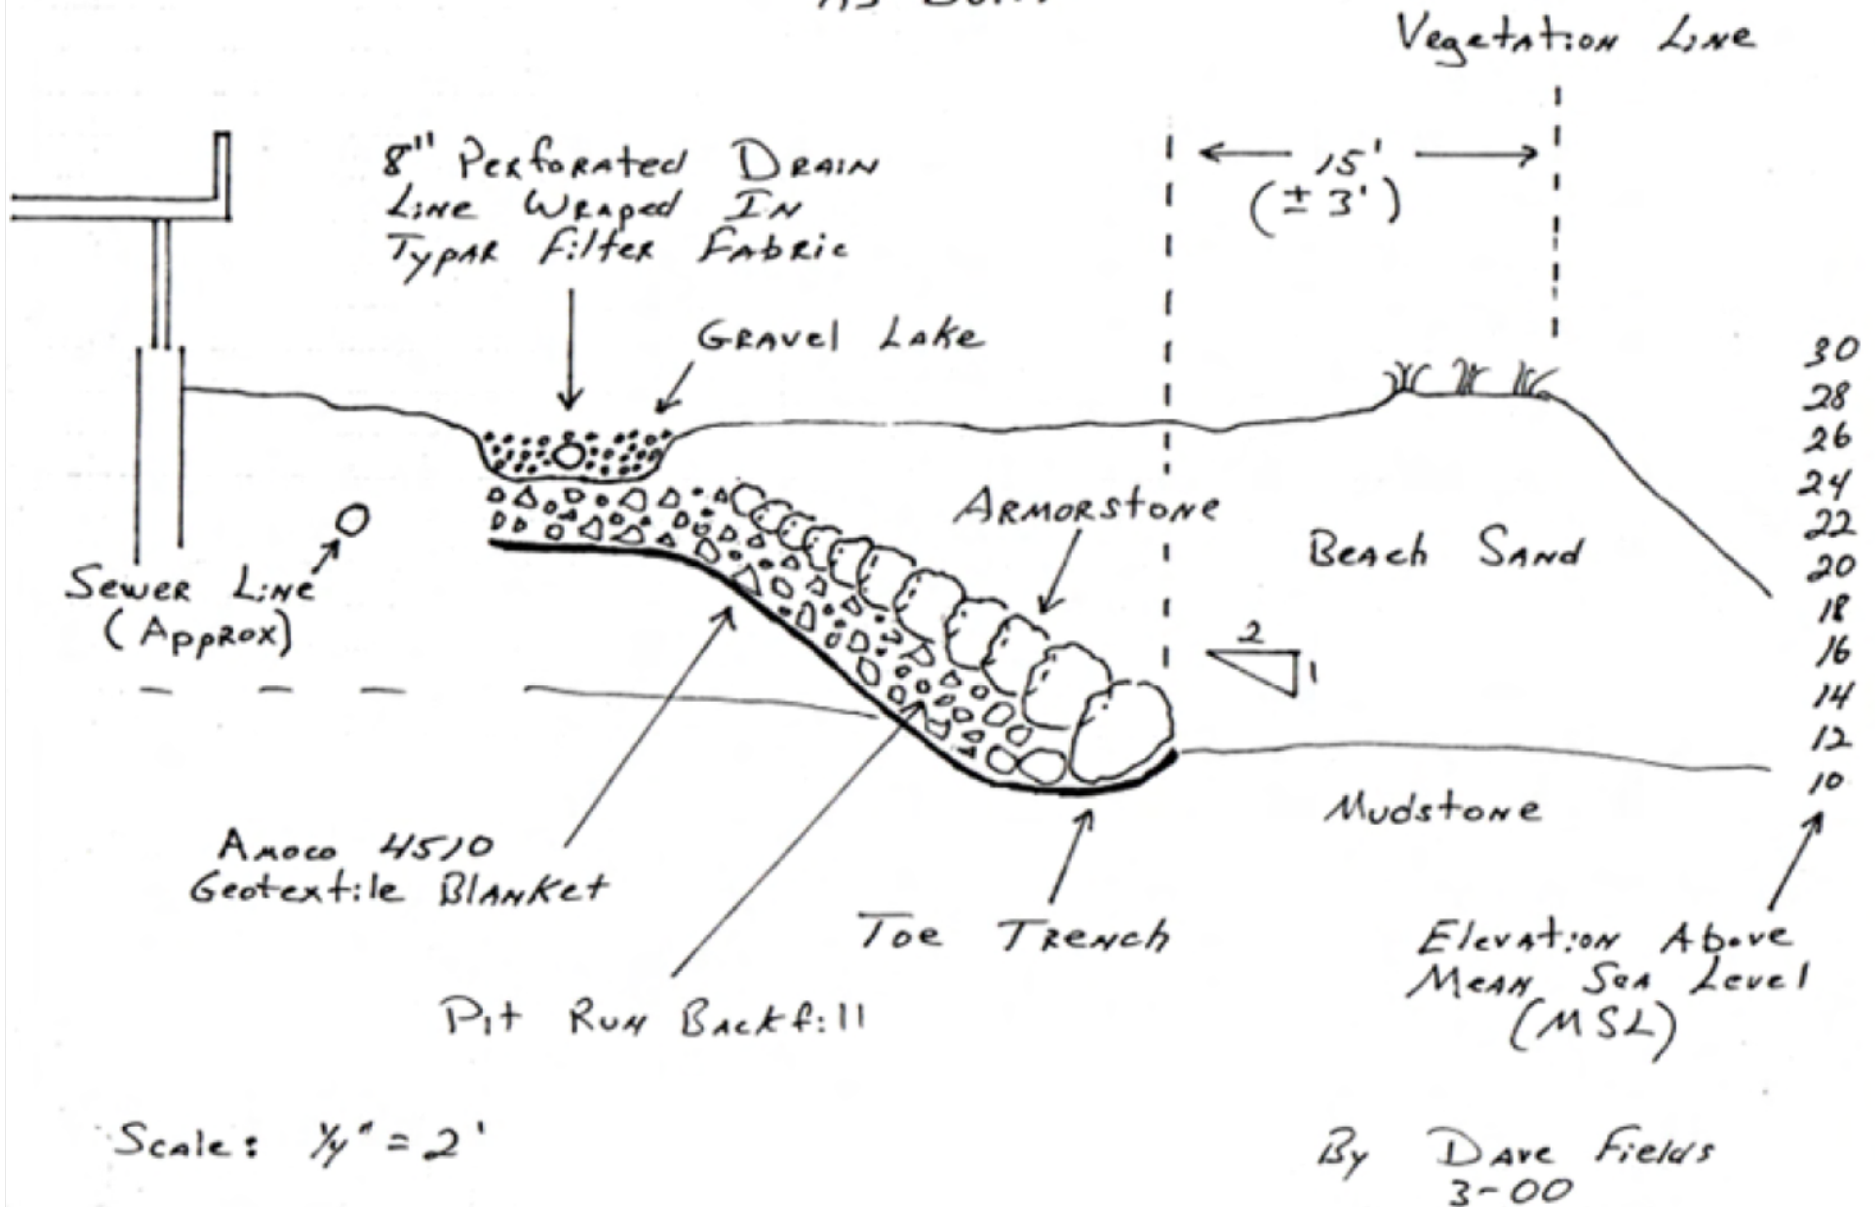 Vegetation Line
8" Perforated Drain
Line Wraped In
Typar Filter Fabric
15'
(± 3')
Gravel Lake
30
28
26
24
22
20
18
16
14
12
10
Armorstone
Beach Sand
Sewer Line
(Approx)
2
1
Mudstone
Amoco 4510
Geotextile Blanket
Toe Trench
Elevation Above
Mean Sea Level
(MSL)
Pit Run Backfill
Scale: 1/4" = 2'
By Dave Fields
3-00